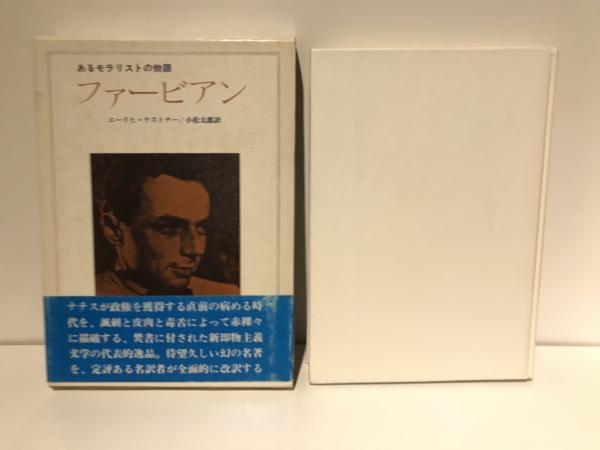 あるモラリストの物語
ファービアン
エーリヒ・ケストナー／小松太郎訳
ナチスが政権を獲得する直前の病める時
代を、諷刺と皮肉と毒舌によって赤裸々
に描破する、焚書に付された新即物主義
文学の代表的逸品。待望久しい幻の名著
を、定評ある名訳者が全面的に改訳する